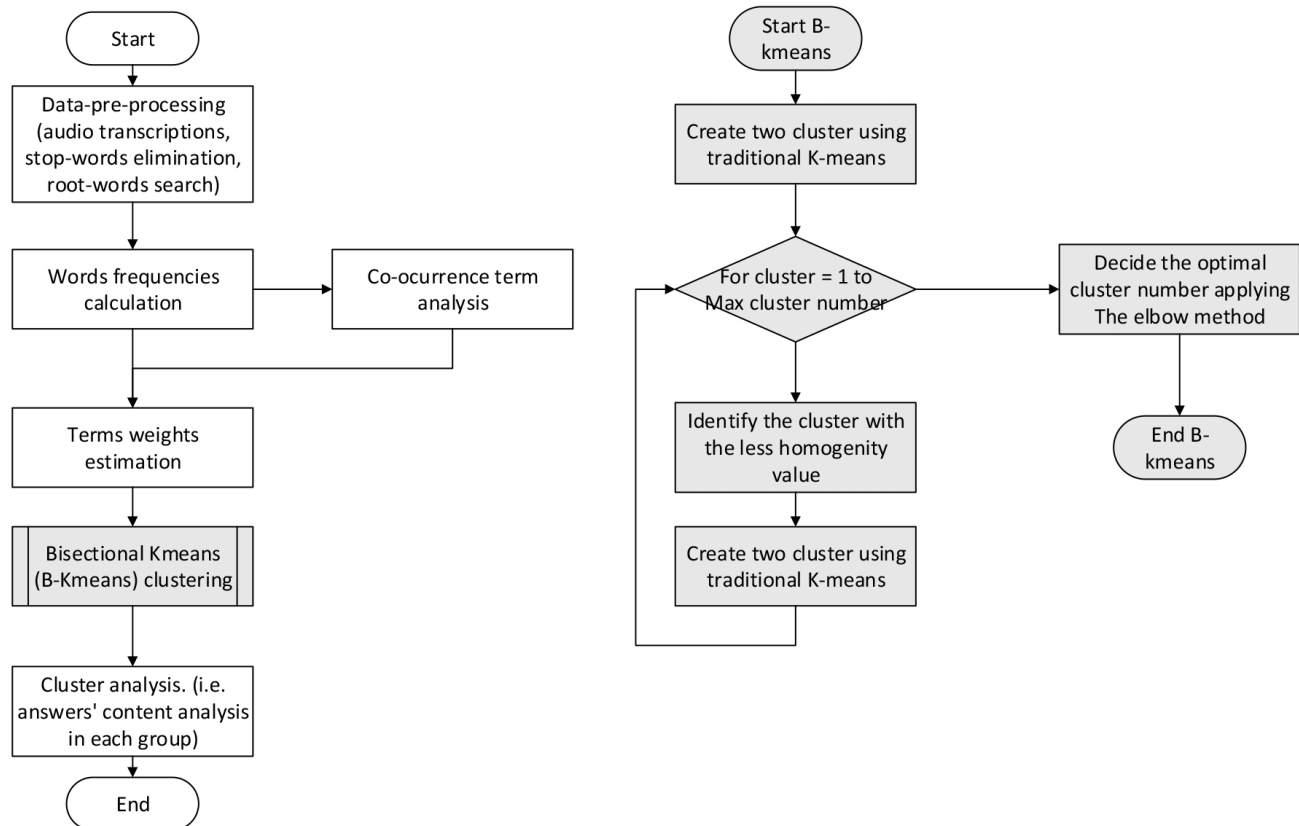 Start
Data-pre-processing
(audio transcriptions,
stop-words elimination,
root-words search)
Words frequencies
calculation
Co-ocurrence term
analysis
Terms weights
estimation
Bisectional Kmeans
(B-Kmeans) clustering
Cluster analysis. (i.e.
answers' content analysis
in each group)
End
Start B-
kmeans
Create two cluster using
traditional K-means
For cluster = 1 to
Max cluster number
Identify the cluster with
the less homogenity
value
Create two cluster using
traditional K-means
Decide the optimal
cluster number applying
The elbow method
End B-
kmeans